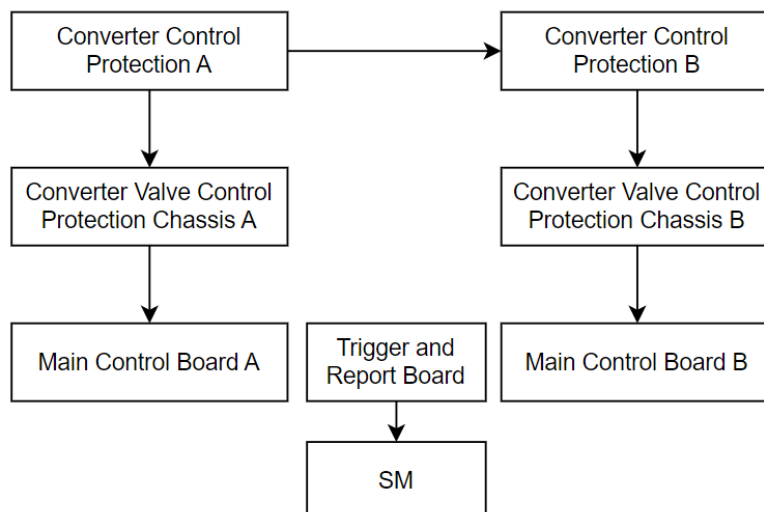 Converter Control
Protection A
Converter Control
Protection B
Converter Valve Control
Protection Chassis A
Converter Valve Control
Protection Chassis B
Main Control Board A
Trigger and
Report Board
Main Control Board B
SM